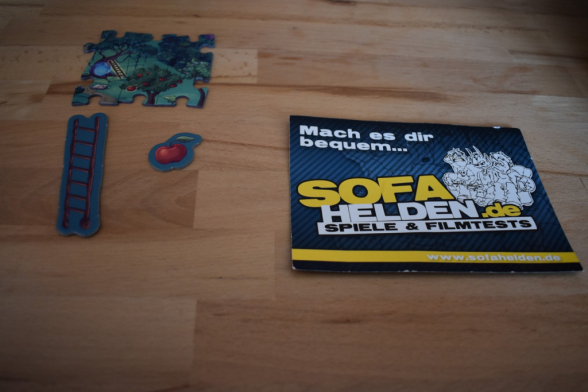 Mach es dir
bequem...
SOFA
HELDEN.de
SPIELE & FILMTESTS
www.sofahelden.de